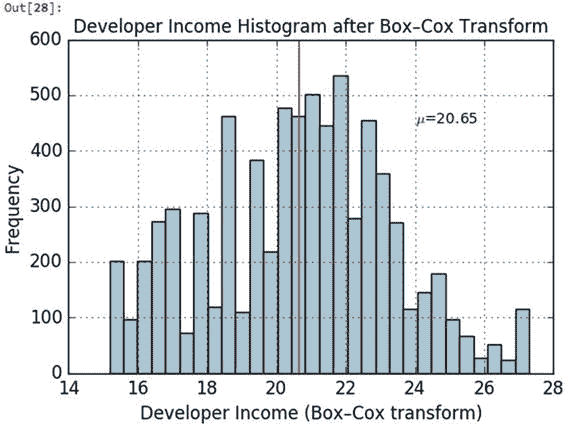 Out[28]:
Developer Income Histogram after Box–Cox Transform
600
500
400
300
200
100
0
Frequency
μ=20.65
14 16 18 20 22 24 26 28
Developer Income (Box–Cox transform)